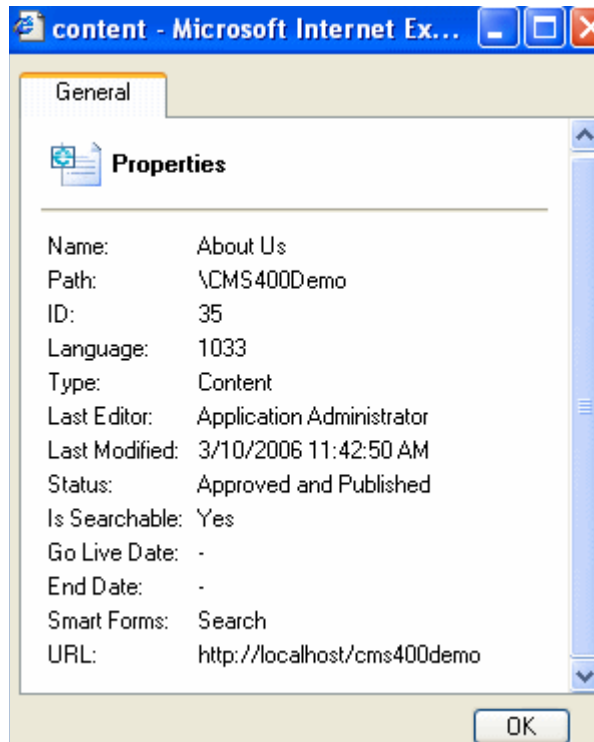 content - Microsoft Internet Ex...
General
Properties
Name: About Us
Path: \CMS400Demo
ID: 35
Language: 1033
Type: Content
Last Editor: Application Administrator
Last Modified: 3/10/2006 11:42:50 AM
Status: Approved and Published
Is Searchable: Yes
Go Live Date: -
End Date: -
Smart Forms: Search
URL: http://localhost/cms400demo
OK